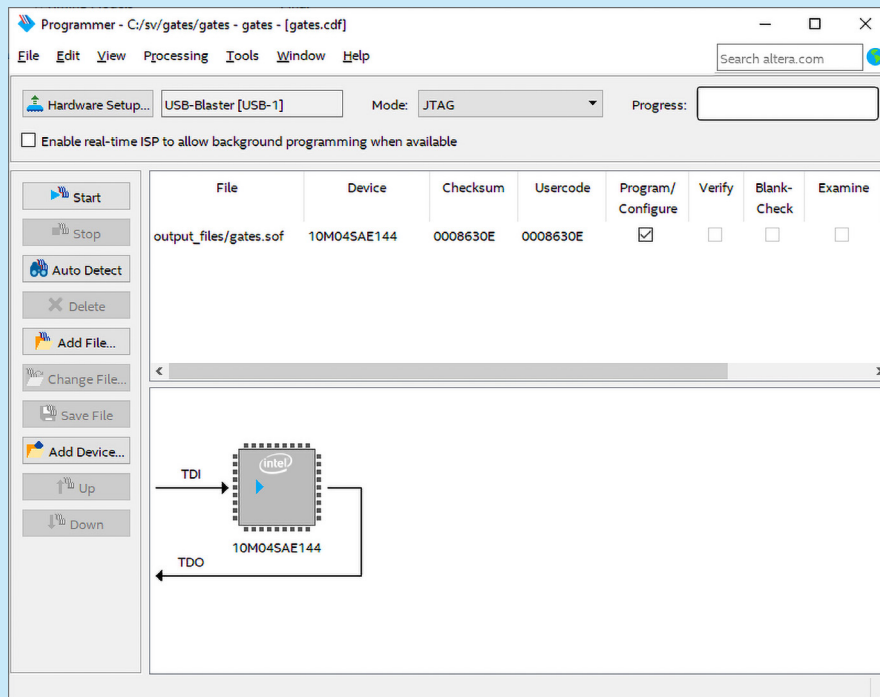 Programmer - C:/sv/gates/gates - gates - [gates.cdf]
File Edit View Processing Tools Window Help
Search altera.com
Hardware Setup... USB-Blaster [USB-1] Mode: JTAG Progress:
Enable real-time ISP to allow background programming when available
Start
Stop
Auto Detect
Delete
Add File...
Change File...
Save File
Add Device...
Up
Down
File Device Checksum Usercode Program/ Verify Blank- Examine
Configure Check
output_files/gates.sof 10M04SAE144 0008630E 0008630E
intel
TDI
10M04SAE144
TDO